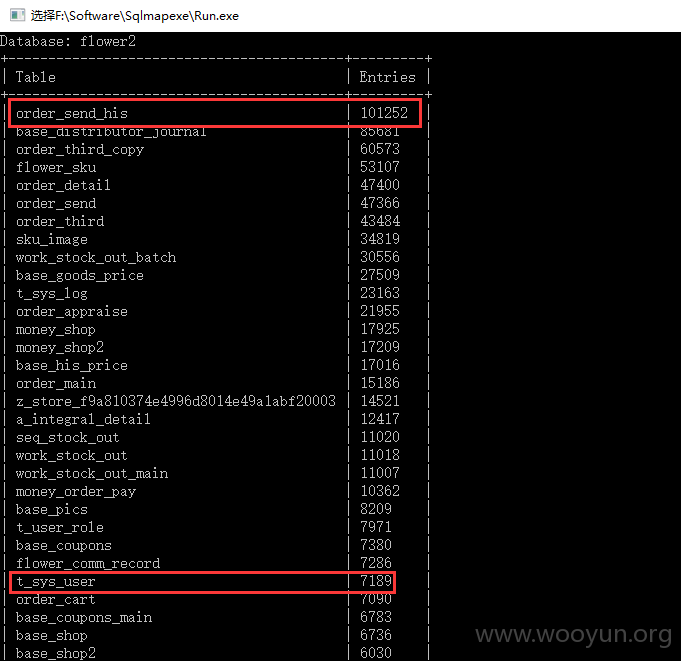 选择F:\Software\Sqlmapexe\Run.exe
Database: flower2
+-------------------------------------+---------+
| Table | Entries |
+-------------------------------------+---------+
| order_send_his | 101252 |
| base_distributor_journal | 85681 |
| order_third_copy | 60573 |
| flower_sku | 53107 |
| order_detail | 47400 |
| order_send | 47366 |
| order_third | 43484 |
| sku_image | 34819 |
| work_stock_out_batch | 30556 |
| base_goods_price | 27509 |
| t_sys_log | 23163 |
| order_appraise | 21955 |
| money_shop | 17925 |
| money_shop2 | 17209 |
| base_his_price | 17016 |
| order_main | 15186 |
| z_store_f9a810374e4996d8014e49a1abf20003 | 14521 |
| a_integral_detail | 12417 |
| seq_stock_out | 11020 |
| work_stock_out | 11018 |
| work_stock_out_main | 11007 |
| money_order_pay | 10362 |
| base_pics | 8209 |
| t_user_role | 7971 |
| base_coupons | 7380 |
| flower_comm_record | 7286 |
| t_sys_user | 7189 |
| order_cart | 7090 |
| base_coupons_main | 6783 |
| base_shop | 6736 |
| base_shop2 | 6030 |
www.wooyun.org